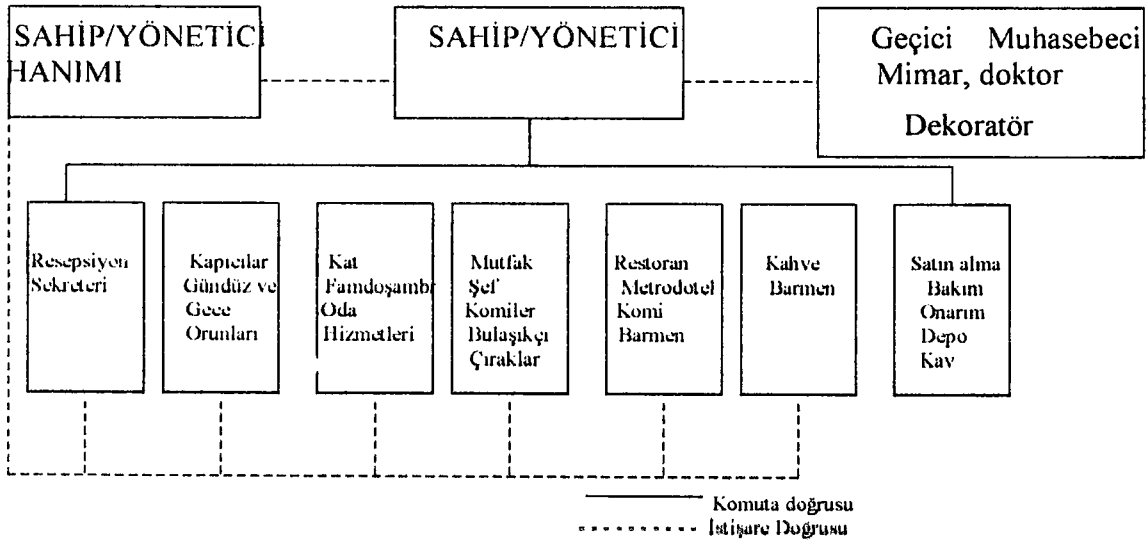 SAHİP/YÖNETİCİ
HANIMI
SAHİP/YÖNETİCİ
Geçici Muhasebeci
Mimar, doktor
Dekoratör
Resepsiyon
Sekreteri
Kapıcılar
Gündüz ve
Gece
Orunları
Kat
Famdoşambr
Oda
Hizmetleri
Mutfak
Şef
Komiler
Bulaşıkçı
Çıraklar
Restoran
Metrodotel
Komi
Barmen
Kahve
Barmen
Satın alma
Bakım
Onarım
Depo
Kav
Komuta doğrusu
İstişare Doğrusu